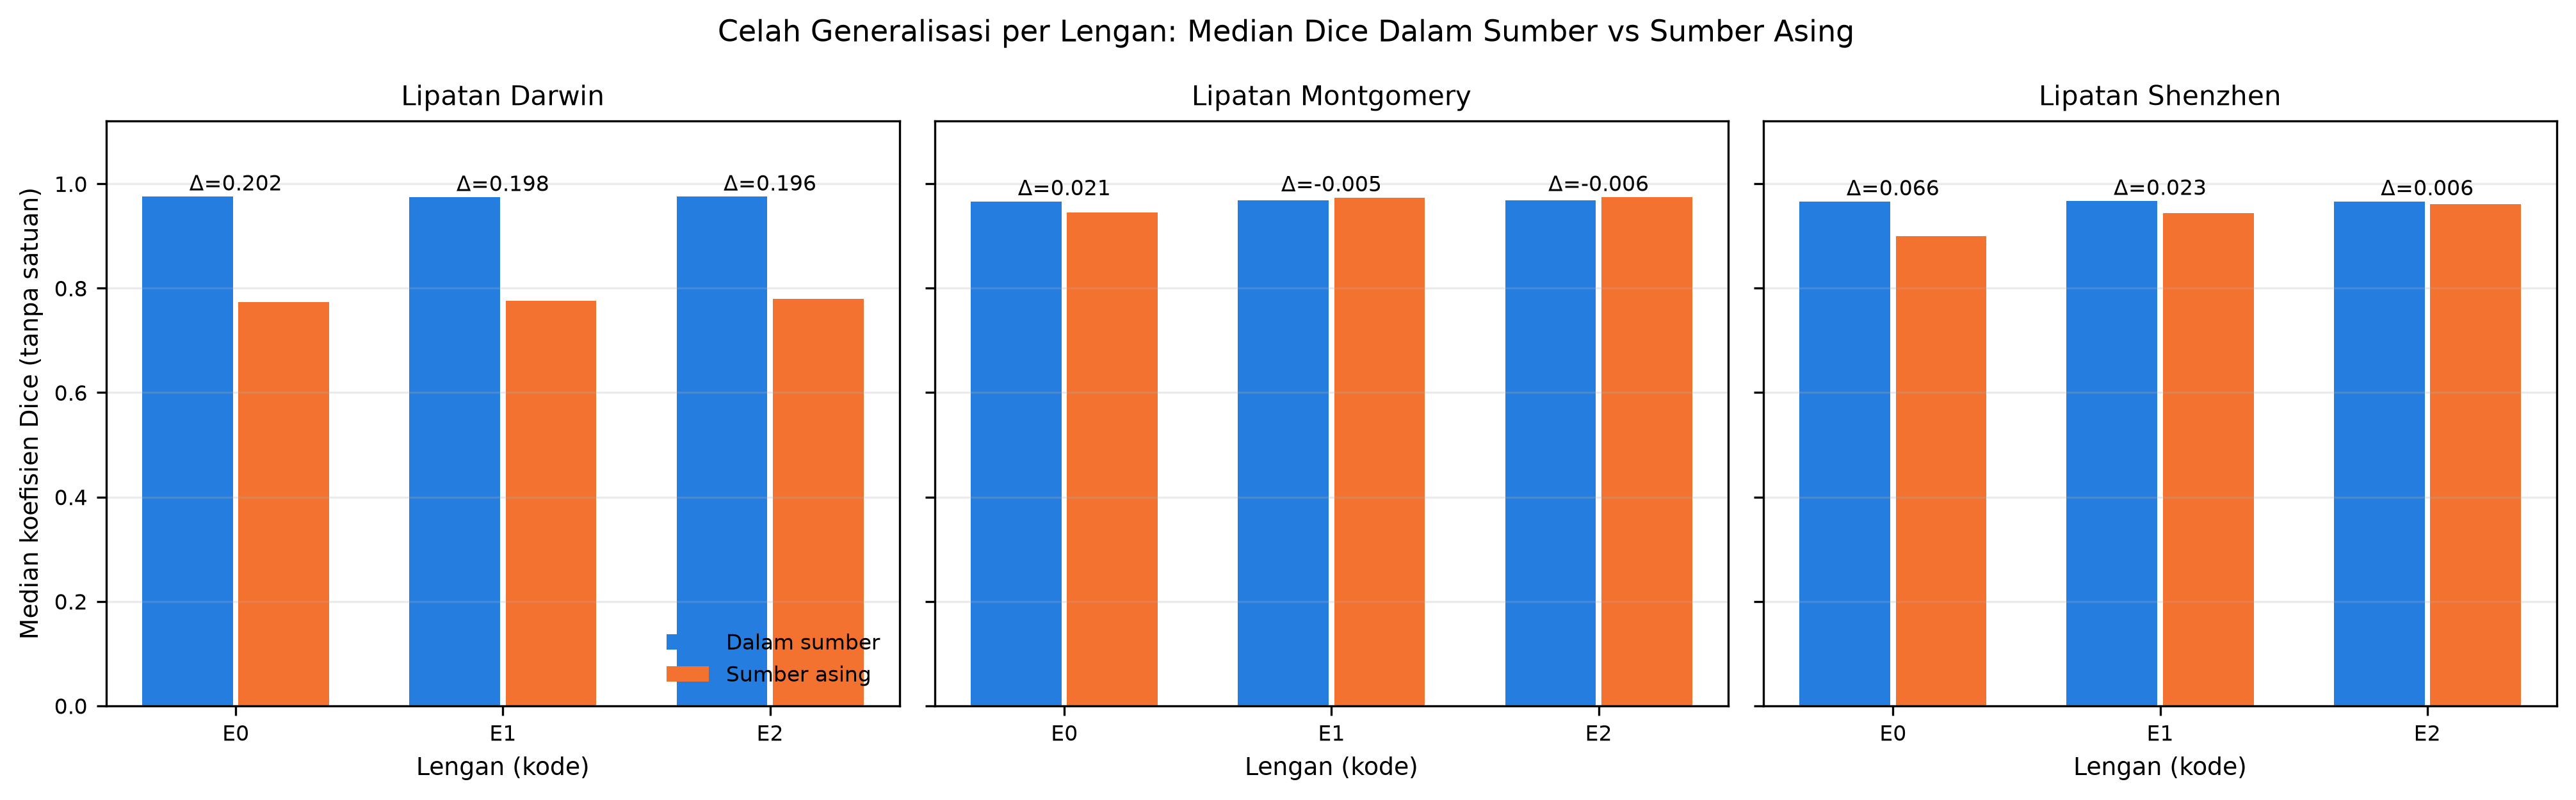 Celah Generalisasi per Lengan: Median Dice Dalam Sumber vs Sumber Asing
Median koefisien Dice (tanpa satuan)
Lipatan Darwin
1.0
0.8
0.6
0.4
0.2
0.0
Δ=0.202
Δ=0.198
Δ=0.196
Dalam sumber
Sumber asing
E0
E1
E2
Lengan (kode)
Lipatan Montgomery
Δ=0.021
Δ=-0.005
Δ=-0.006
E0
E1
E2
Lengan (kode)
Lipatan Shenzhen
Δ=0.066
Δ=0.023
Δ=0.006
E0
E1
E2
Lengan (kode)